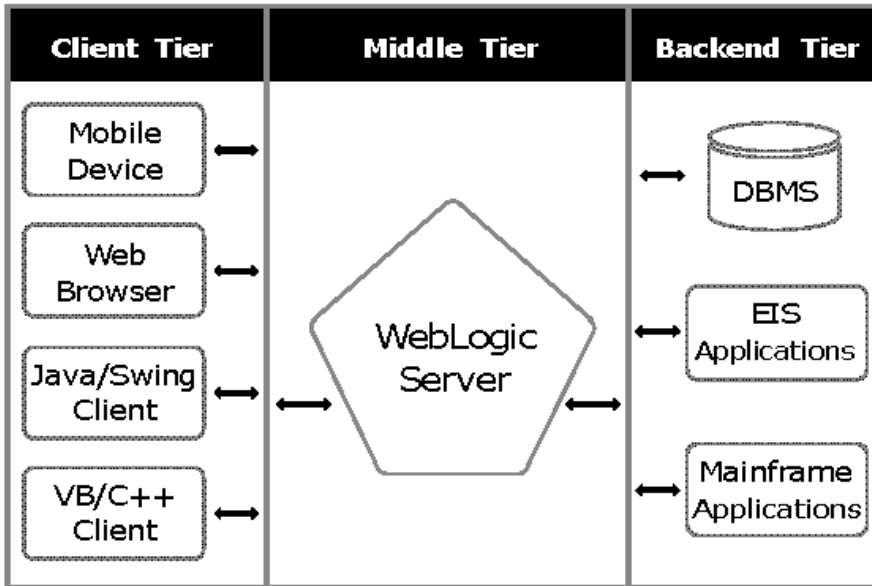 Client Tier
Middle Tier
Backend Tier
Mobile
Device
Web
Browser
Java/Swing
Client
VB/C++
Client
WebLogic
Server
DBMS
EIS
Applications
Mainframe
Applications